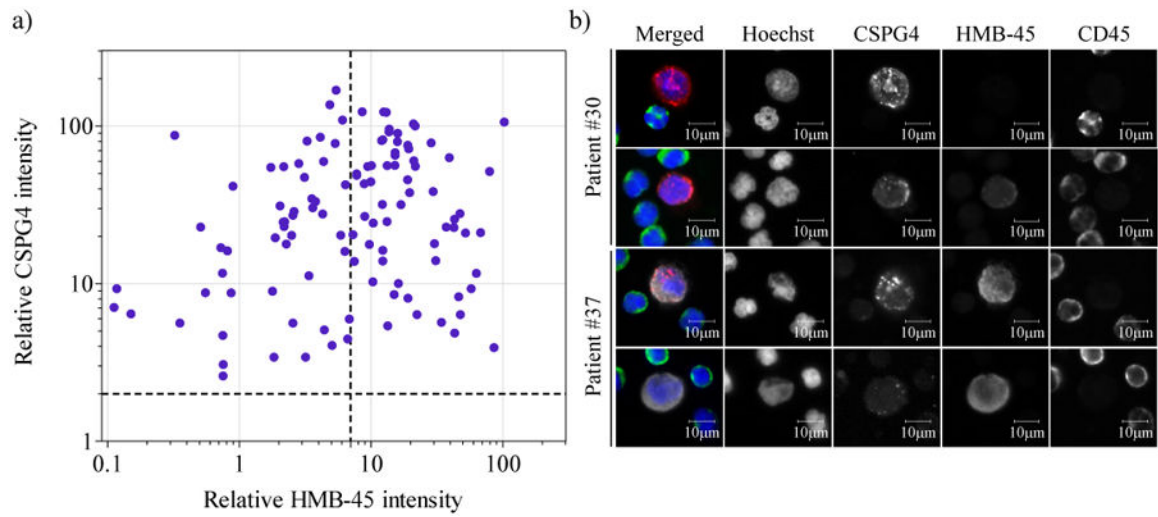 a)
Relative CSPG4 intensity
100
10
1
0.1 1 10 100
Relative HMB-45 intensity
b)
Merged Hoechst CSPG4 HMB-45 CD45
Patient #30
10μm 10μm 10μm 10μm 10μm
10μm 10μm 10μm 10μm 10μm
Patient #37
10μm 10μm 10μm 10μm 10μm
10μm 10μm 10μm 10μm 10μm